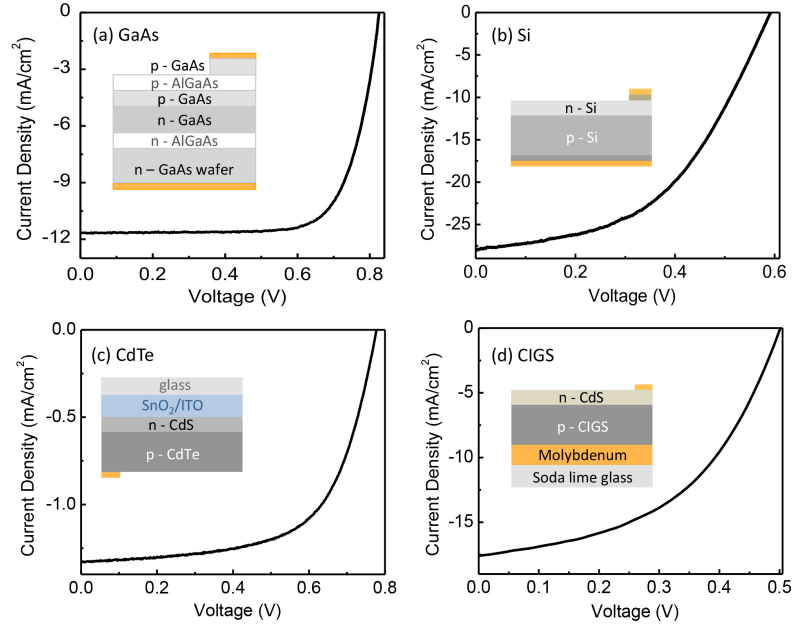 (a) GaAs
0
-3
-6
-9
-12
Current Density (mA/cm²)
p - GaAs
p - AlGaAs
p - GaAs
n - GaAs
n - AlGaAs
n – GaAs wafer
0.0 0.2 0.4 0.6 0.8
Voltage (V)
(b) Si
0
-5
-10
-15
-20
-25
Current Density (mA/cm²)
n - Si
p - Si
0.0 0.2 0.4 0.6
Voltage (V)
(c) CdTe
0.0
-0.5
-1.0
Current Density (mA/cm²)
glass
SnO₂/ITO
n - CdS
p - CdTe
0.0 0.2 0.4 0.6 0.8
Voltage (V)
(d) CIGS
0
-5
-10
-15
Current Density (mA/cm²)
n - CdS
p - CIGS
Molybdenum
Soda lime glass
0.0 0.1 0.2 0.3 0.4 0.5
Voltage (V)